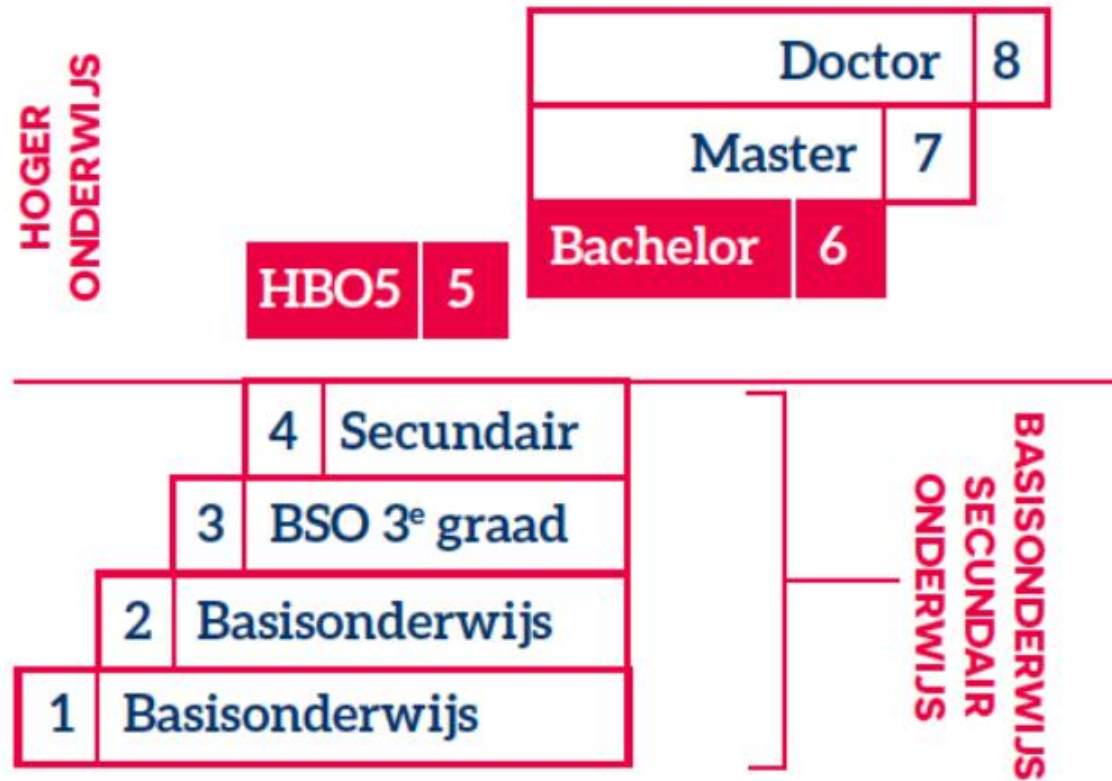 HOGER
ONDERWIJS
Doctor 8
Master 7
Bachelor 6
HBO5 5
4 Secundair
3 BSO 3ᵉ graad
2 Basisonderwijs
1 Basisonderwijs
BASISONDERWIJS
SECUNDAIR
ONDERWIJS